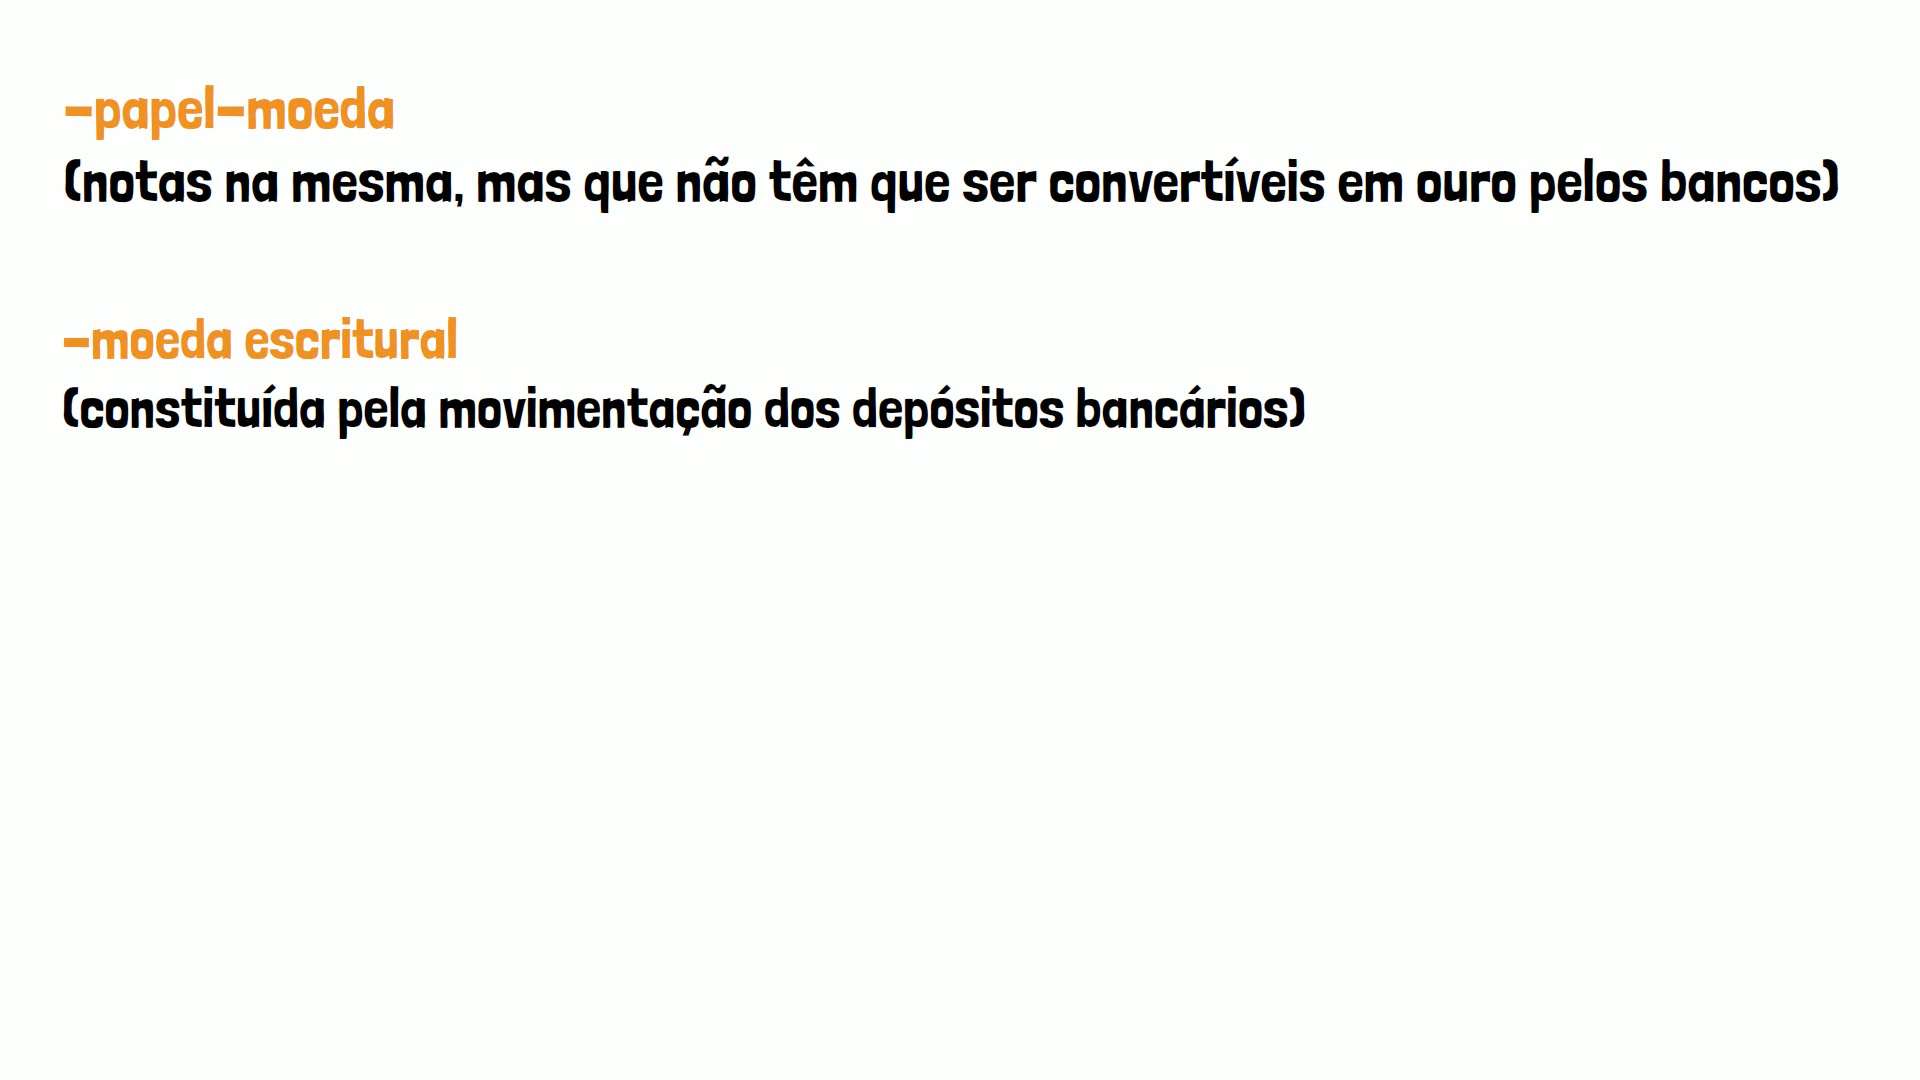 -papel-moeda
(notas na mesma, mas que não têm que ser convertíveis em ouro pelos bancos)
-moeda escritural
(constituída pela movimentação dos depósitos bancários)